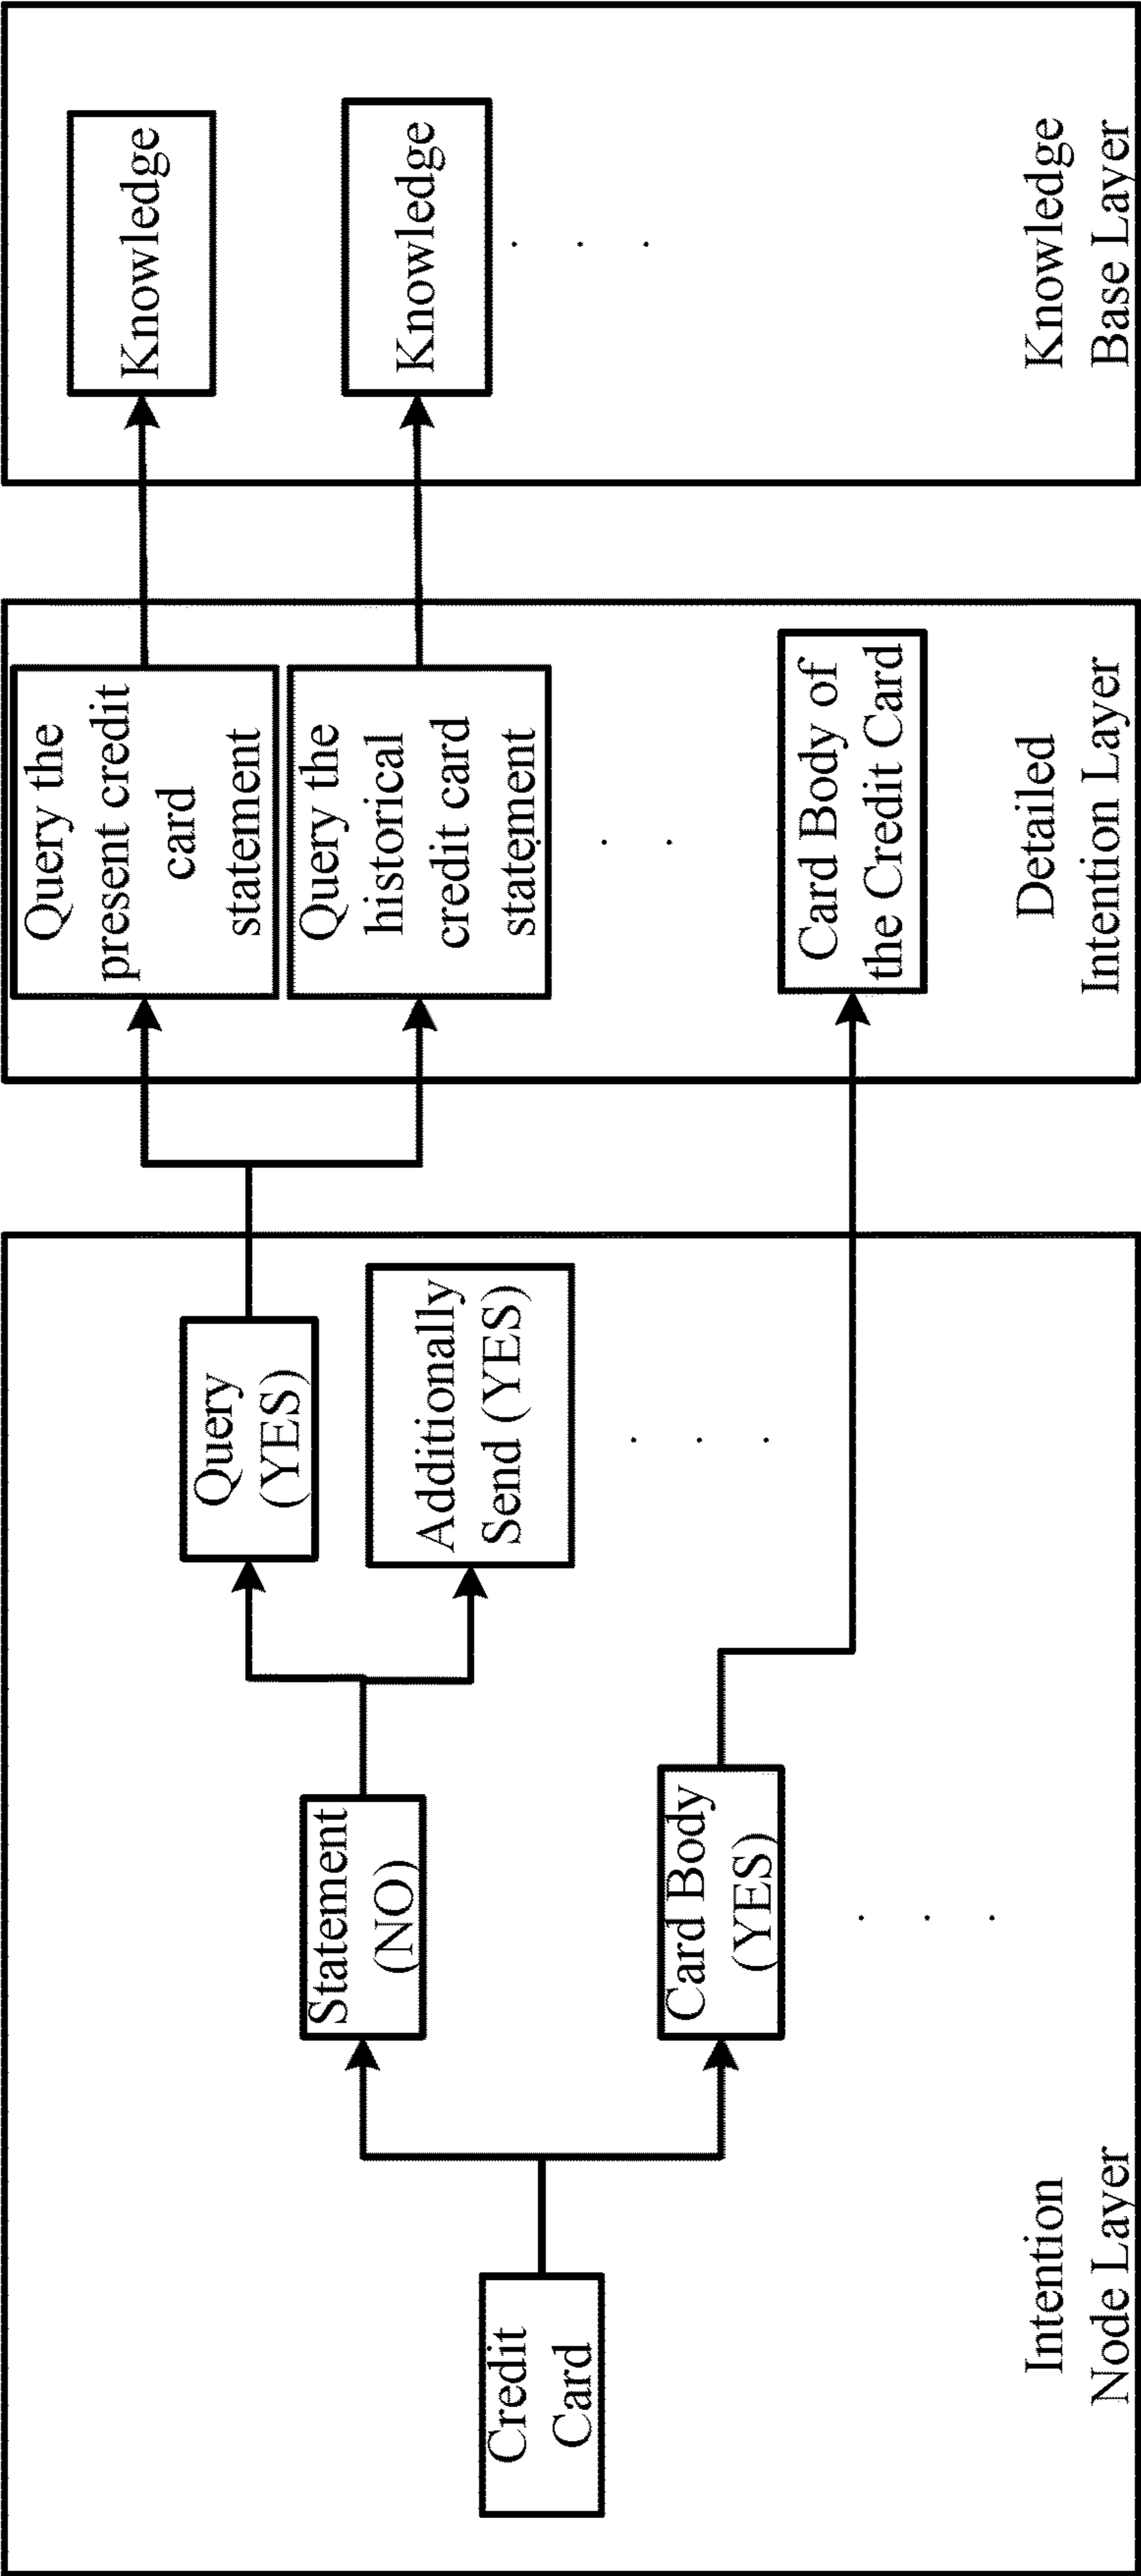 Credit
Card
Statement
(NO)
Card Body
(YES)
Query
(YES)
Additionally
Send (YES)
Intention
Node Layer
Query the
present credit
card
statement
Query the
historical
credit card
statement
Card Body of
the Credit Card
Detailed
Intention Layer
Knowledge
Knowledge
Knowledge
Base Layer